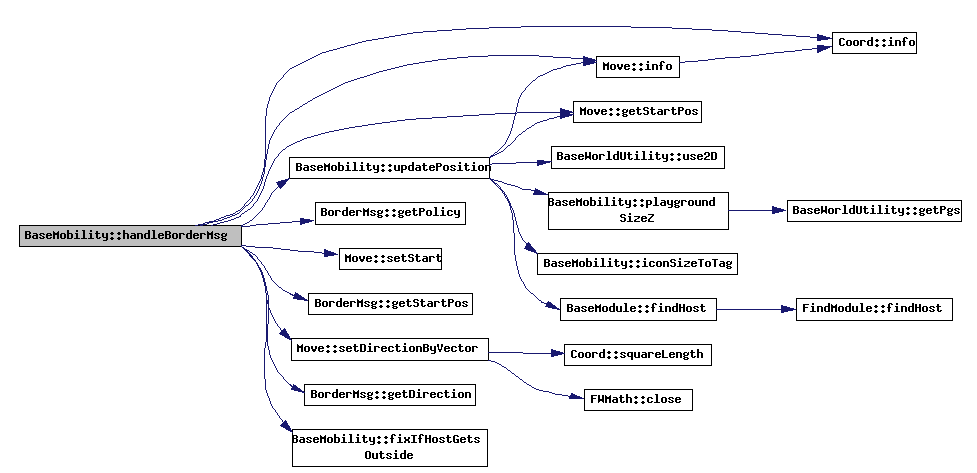 Coord::info
Move::info
Move::getStartPos
BaseMobility::updatePosition
BaseWorldUtility::use2D
BaseMobility::playground
SizeZ
BaseWorldUtility::getPgs
BorderMsg::getPolicy
BaseMobility::handleBorderMsg
Move::setStart
BaseMobility::iconSizeToTag
BorderMsg::getStartPos
BaseModule::findHost
FindModule::findHost
Move::setDirectionByVector
Coord::squareLength
BorderMsg::getDirection
FWMath::close
BaseMobility::fixIfHostGets
Outside